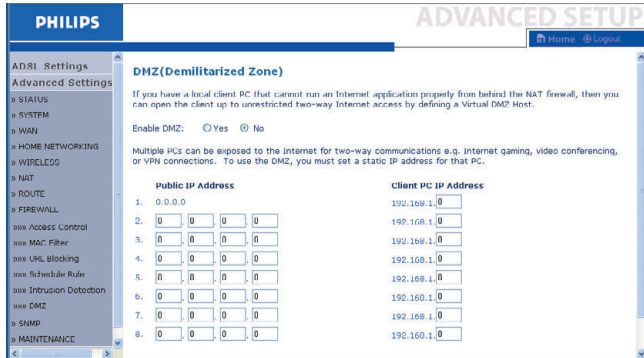 PHILIPS
ADVANCED SETUP
Home Logout
ADSL Settings
Advanced Settings
» STATUS
» SYSTEM
» WAN
» HOME NETWORKING
» WIRELESS
» NAT
» ROUTE
» FIREWALL
»»» Access Control
»»» MAC Filter
»»» URL Blocking
»»» Schedule Rule
»»» Intrusion Detection
»»» DMZ
» SNMP
» MAINTENANCE
DMZ(Demilitarized Zone)
If you have a local client PC that cannot run an Internet application properly from behind the NAT firewall, then you
can open the client up to unrestricted two-way Internet access by defining a Virtual DMZ Host.
Enable DMZ: Yes No
Multiple PCs can be exposed to the Internet for two-way communications e.g. Internet gaming, video conferencing,
or VPN connections. To use the DMZ, you must set a static IP address for that PC.
Public IP Address Client PC IP Address
1. 0.0.0.0 192.168.1. 0
2. 0 . 0 . 0 . 0 192.168.1. 0
3. 0 . 0 . 0 . 0 192.168.1. 0
4. 0 . 0 . 0 . 0 192.168.1. 0
5. 0 . 0 . 0 . 0 192.168.1. 0
6. 0 . 0 . 0 . 0 192.168.1. 0
7. 0 . 0 . 0 . 0 192.168.1. 0
8. 0 . 0 . 0 . 0 192.168.1. 0